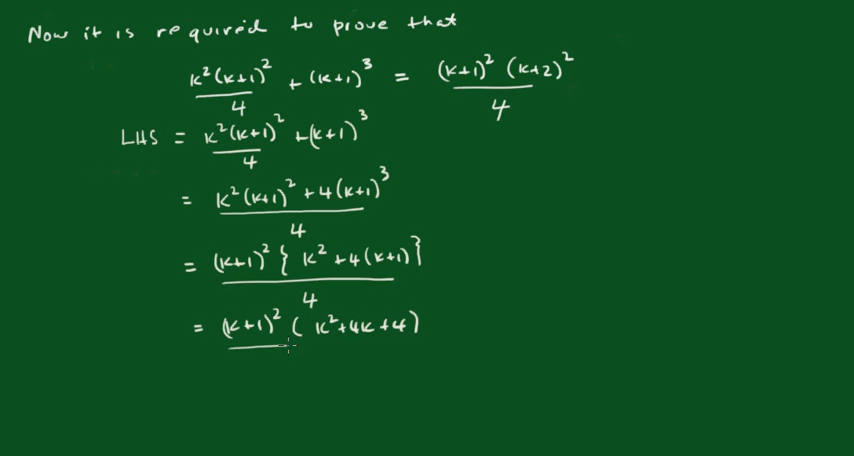 Now it is required to prove that
k²(k+1)²/4 + (k+1)³ = (k+1)² (k+2)²/4
LHS = k²(k+1)²/4 + (k+1)³
= k²(k+1)² + 4(k+1)³/4
= (k+1)² { k² + 4(k+1) }/4
= (k+1)² ( k² + 4k + 4)